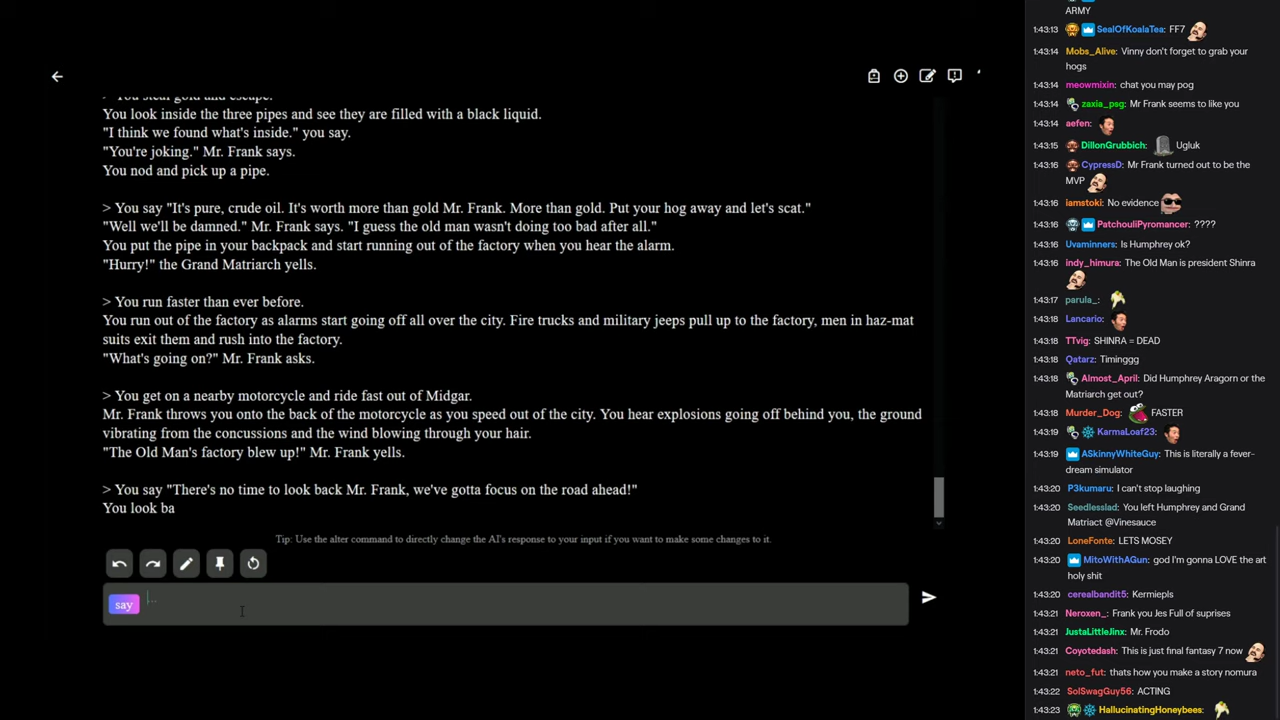 > You steal gold and escape.
You look inside the three pipes and see they are filled with a black liquid.
"I think we found what's inside." you say.
"You're joking." Mr. Frank says.
You nod and pick up a pipe.
> You say "It's pure, crude oil. It's worth more than gold Mr. Frank. More than gold. Put your hog away and let's scat."
"Well we'll be damned." Mr. Frank says. "I guess the old man wasn't doing too bad after all."
You put the pipe in your backpack and start running out of the factory when you hear the alarm.
"Hurry!" the Grand Matriarch yells.
> You run faster than ever before.
You run out of the factory as alarms start going off all over the city. Fire trucks and military jeeps pull up to the factory, men in haz-mat
suits exit them and rush into the factory.
"What's going on?" Mr. Frank asks.
> You get on a nearby motorcycle and ride fast out of Midgar.
Mr. Frank throws you onto the back of the motorcycle as you speed out of the city. You hear explosions going off behind you, the ground
vibrating from the concussions and the wind blowing through your hair.
"The Old Man's factory blew up!" Mr. Frank yells.
> You say "There's no time to look back Mr. Frank, we've gotta focus on the road ahead!"
You look ba
Tip: Use the alter command to directly change the AI's response to your input if you want to make some changes to it.
say ...
ARMY
1:43:13 SealOfKoalaTea: FF7
1:43:14 Mobs_Alive: Vinny don't forget to grab your
hogs
1:43:14 meowmixin: chat you may pog
1:43:14 zaxia_psg: Mr Frank seems to like you
1:43:14 aefen:
1:43:15 DillonGrubbich: Ugluk
1:43:16 CypressD: Mr Frank turned out to be the
MVP
1:43:16 iamstoki: No evidence
1:43:16 PatchouliPyromancer: ????
1:43:16 Uvaminners: Is Humphrey ok?
1:43:16 indy_himura: The Old Man is president Shinra
1:43:17 parula_:
1:43:18 Lancario:
1:43:18 TTvig: SHINRA = DEAD
1:43:18 Qatarz: Timinggg
1:43:18 Almost_April: Did Humphrey Aragorn or the
Matriarch get out?
1:43:18 Murder_Dog: FASTER
1:43:19 KarmaLoaf23:
1:43:19 ASkinnyWhiteGuy: This is literally a fever-
dream simulator
1:43:20 P3kumaru: I can't stop laughing
1:43:20 Seedlesslad: You left Humphrey and Grand
Matriact @Vinesauce
1:43:20 LoneFonte: LETS MOSEY
1:43:20 MitoWithAGun: god I'm gonna LOVE the art
holy shit
1:43:20 cerealbandit5: Kermiepls
1:43:21 Neroxen_: Frank you Jes Full of suprises
1:43:21 JustaLittleJinx: Mr. Frodo
1:43:21 Coyotedash: This is just final fantasy 7 now
1:43:21 neto_fut: thats how you make a story nomura
1:43:22 SolSwagGuy56: ACTING
1:43:23 HallucinatingHoneybees: